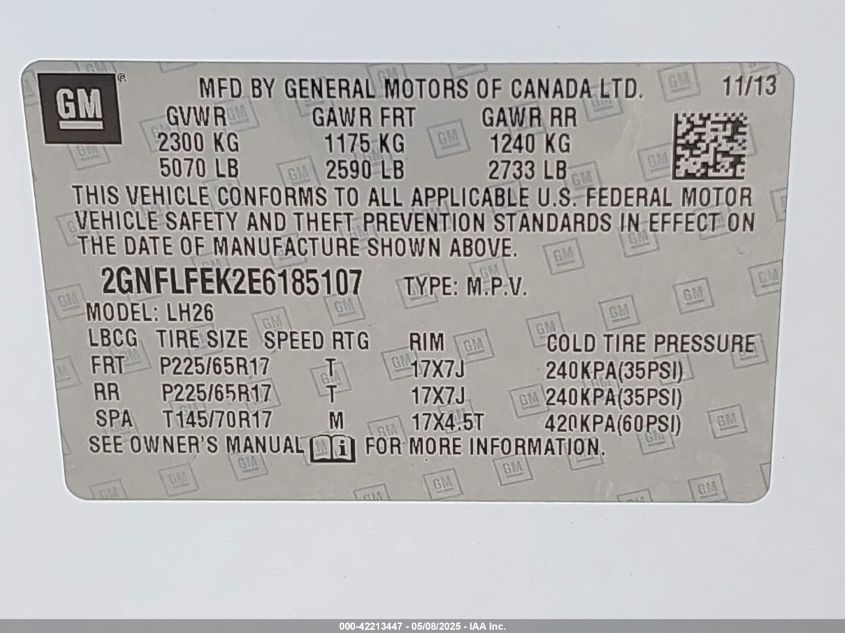 GM ® MFD BY GENERAL MOTORS OF CANADA LTD. 11/13
GVWR GAWR FRT GAWR RR
2300 KG 1175 KG 1240 KG
5070 LB 2590 LB 2733 LB
THIS VEHICLE CONFORMS TO ALL APPLICABLE U.S. FEDERAL MOTOR
VEHICLE SAFETY AND THEFT PREVENTION STANDARDS IN EFFECT ON
THE DATE OF MANUFACTURE SHOWN ABOVE.
2GNFLFEK2E6185107 TYPE: M.P.V.
MODEL: LH26
LBCG TIRE SIZE SPEED RTG RIM COLD TIRE PRESSURE
FRT P225/65R17 T 17X7J 240KPA(35PSI)
RR P225/65R17 T 17X7J 240KPA(35PSI)
SPA T145/70R17 M 17X4.5T 420KPA(60PSI)
SEE OWNER'S MANUAL i FOR MORE INFORMATION.
000-42213447 - 05/08/2025 - IAA Inc.